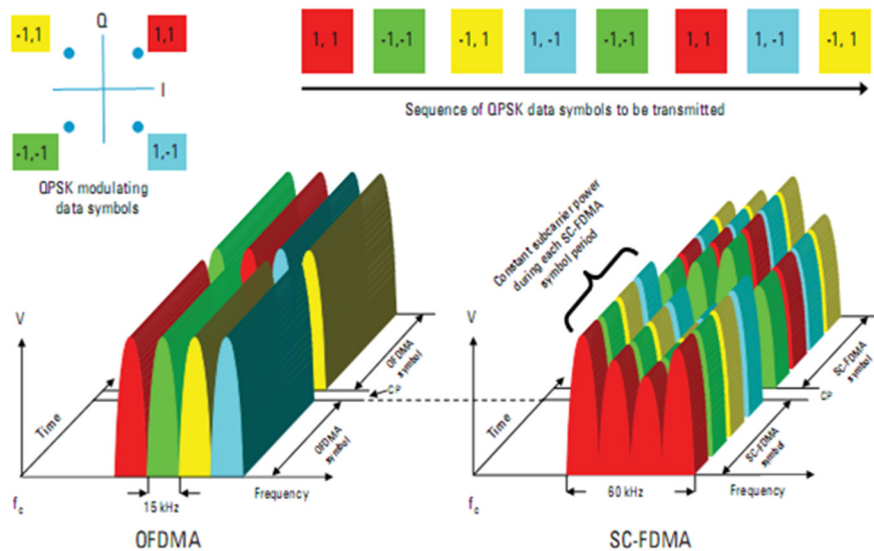 -1,1
Q
1,1
I
-1,-1
1,-1
QPSK modulating
data symbols
1, 1
-1,-1
-1, 1
1, -1
-1,-1
1, 1
1, -1
-1, 1
Sequence of QPSK data symbols to be transmitted
V
Time
OFDMA
symbol
CP
OFDMA
symbol
15 kHz
Frequency
fc
OFDMA
Constant subcarrier power
during each SC-FDMA
symbol period
V
Time
SC-FDMA
symbol
CP
SC-FDMA
symbol
60 kHz
Frequency
fc
SC-FDMA